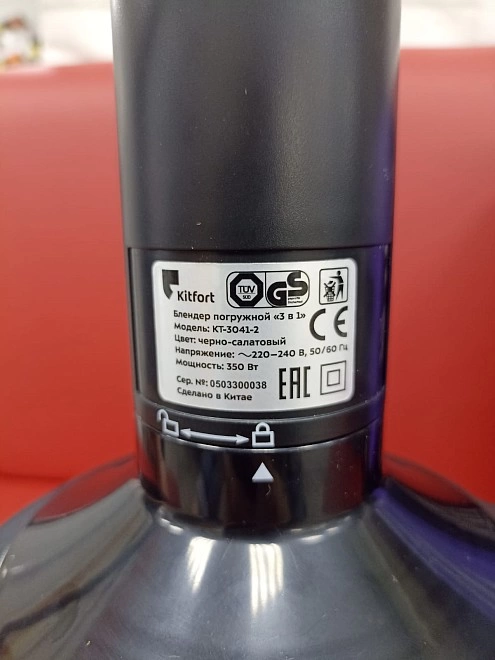 Kitfort
TÜV
SÜD
GS
Блендер погружной «3 в 1»
Модель: КТ-3041-2
Цвет: черно-салатовый
CE
Напряжение: ~220–240 В, 50/60 Гц
Мощность: 350 Вт
Сер. №: 0503300038
Сделано в Китае
EAC